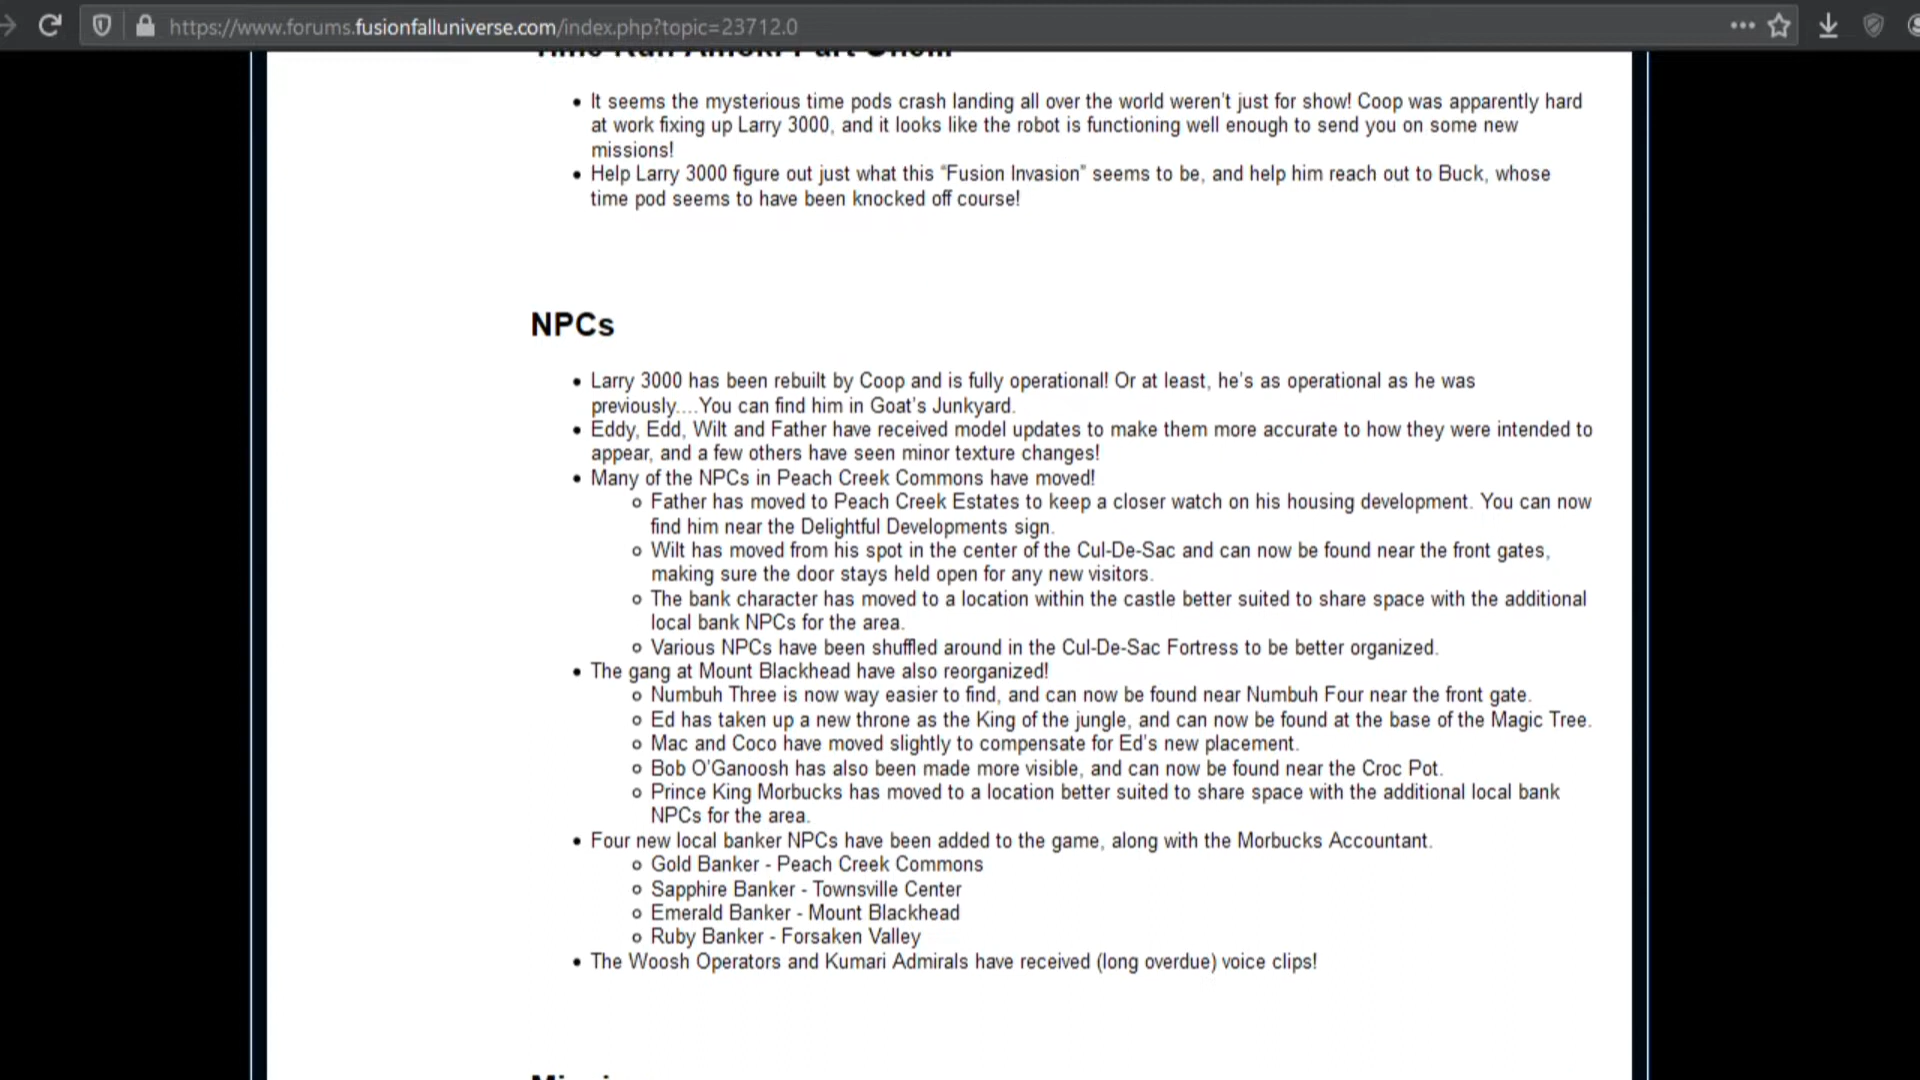 https://www.forums.fusionfalluniverse.com/index.php?topic=23712.0
Time Run Amok! Part One...
It seems the mysterious time pods crash landing all over the world weren't just for show! Coop was apparently hard
at work fixing up Larry 3000, and it looks like the robot is functioning well enough to send you on some new
missions!
Help Larry 3000 figure out just what this “Fusion Invasion” seems to be, and help him reach out to Buck, whose
time pod seems to have been knocked off course!
NPCs
Larry 3000 has been rebuilt by Coop and is fully operational! Or at least, he's as operational as he was
previously....You can find him in Goat's Junkyard.
Eddy, Edd, Wilt and Father have received model updates to make them more accurate to how they were intended to
appear, and a few others have seen minor texture changes!
Many of the NPCs in Peach Creek Commons have moved!
Father has moved to Peach Creek Estates to keep a closer watch on his housing development. You can now
find him near the Delightful Developments sign.
Wilt has moved from his spot in the center of the Cul-De-Sac and can now be found near the front gates,
making sure the door stays held open for any new visitors.
The bank character has moved to a location within the castle better suited to share space with the additional
local bank NPCs for the area.
Various NPCs have been shuffled around in the Cul-De-Sac Fortress to be better organized.
The gang at Mount Blackhead have also reorganized!
Numbuh Three is now way easier to find, and can now be found near Numbuh Four near the front gate.
Ed has taken up a new throne as the King of the jungle, and can now be found at the base of the Magic Tree.
Mac and Coco have moved slightly to compensate for Ed's new placement.
Bob O'Ganoosh has also been made more visible, and can now be found near the Croc Pot.
Prince King Morbucks has moved to a location better suited to share space with the additional local bank
NPCs for the area.
Four new local banker NPCs have been added to the game, along with the Morbucks Accountant.
Gold Banker - Peach Creek Commons
Sapphire Banker - Townsville Center
Emerald Banker - Mount Blackhead
Ruby Banker - Forsaken Valley
The Woosh Operators and Kumari Admirals have received (long overdue) voice clips!